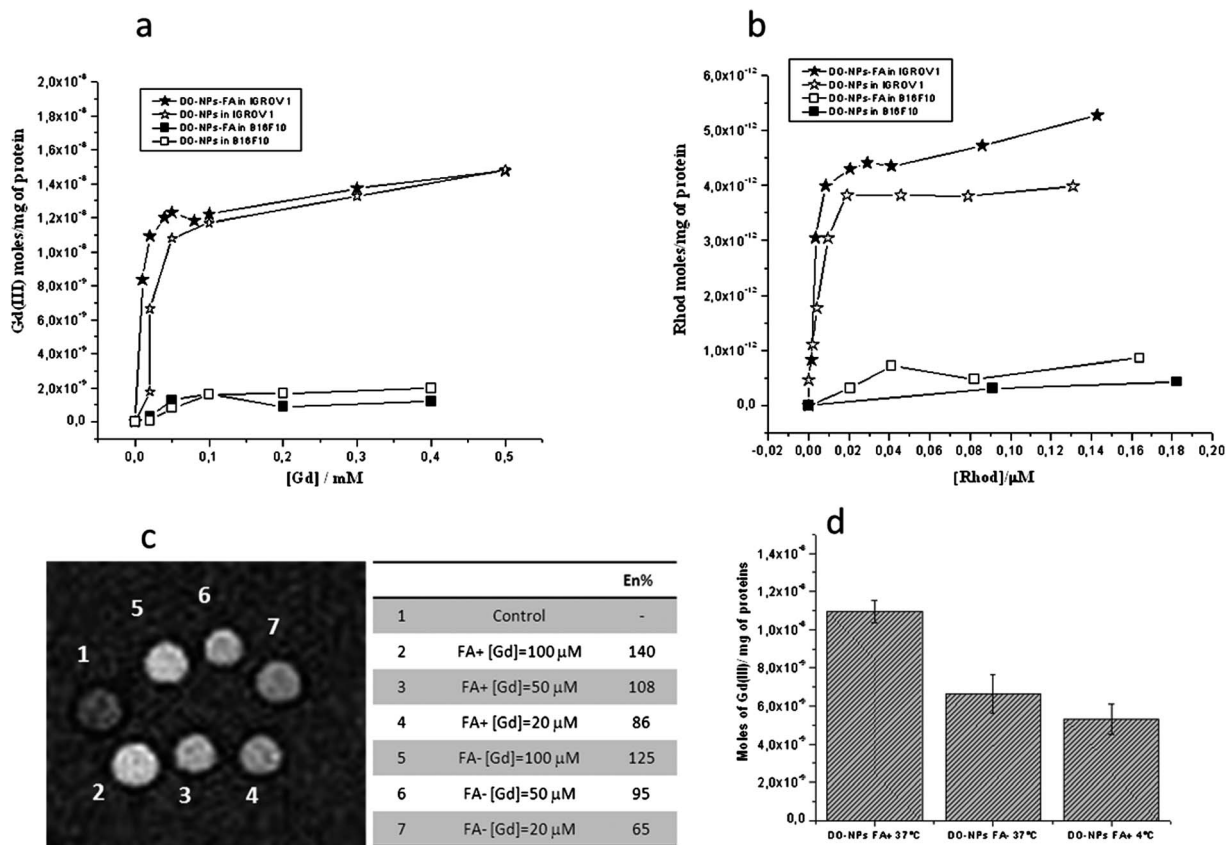 a
2,0x10⁻⁸
1,8x10⁻⁸
1,6x10⁻⁸
1,4x10⁻⁸
1,2x10⁻⁸
1,0x10⁻⁸
8,0x10⁻⁹
6,0x10⁻⁹
4,0x10⁻⁹
2,0x10⁻⁹
0,0
Gd(III) moles/mg of protein
DO-NPs-FA in IGROV1
DO-NPs in IGROV1
DO-NPs-FA in B16F10
DO-NPs in B16F10
0,0 0,1 0,2 0,3 0,4 0,5
[Gd] / mM
b
6,0x10⁻¹²
5,0x10⁻¹²
4,0x10⁻¹²
3,0x10⁻¹²
2,0x10⁻¹²
1,0x10⁻¹²
0,0
Rhod moles/mg of protein
DO-NPs-FA in IGROV1
DO-NPs in IGROV1
DO-NPs-FA in B16F10
DO-NPs in B16F10
-0,02 0,00 0,02 0,04 0,06 0,08 0,10 0,12 0,14 0,16 0,18 0,20
[Rhod]/µM
c
1
2
3
4
5
6
7
En%
1 Control -
2 FA+ [Gd]=100 µM 140
3 FA+ [Gd]=50 µM 108
4 FA+ [Gd]=20 µM 86
5 FA- [Gd]=100 µM 125
6 FA- [Gd]=50 µM 95
7 FA- [Gd]=20 µM 65
d
1,4x10⁻⁸
1,2x10⁻⁸
1,0x10⁻⁸
8,0x10⁻⁹
6,0x10⁻⁹
4,0x10⁻⁹
2,0x10⁻⁹
0,0
Moles of Gd(III)/ mg of proteins
DO-NPs FA+ 37°C
DO-NPs FA- 37°C
DO-NPs FA+ 4°C